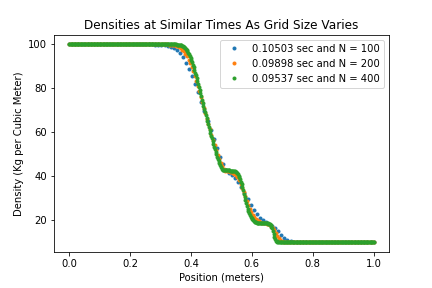 Densities at Similar Times As Grid Size Varies
100
80
60
40
20
Density (Kg per Cubic Meter)
0.10503 sec and N = 100
0.09898 sec and N = 200
0.09537 sec and N = 400
0.0 0.2 0.4 0.6 0.8 1.0
Position (meters)